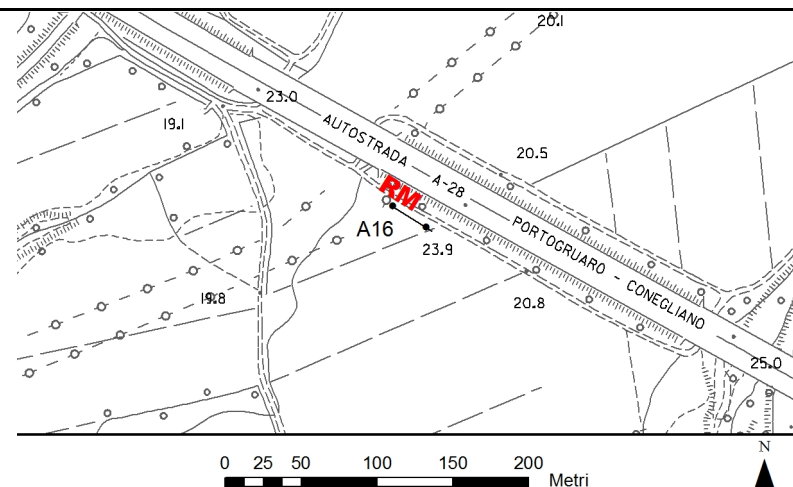 20.1
23.0
19.1
AUTOSTRADA — A-28 — PORTOGRUARO - CONEGLIANO
20.5
RM
A16
23.9
19.8
20.8
25.0
N
0 25 50 100 150 200 Metri